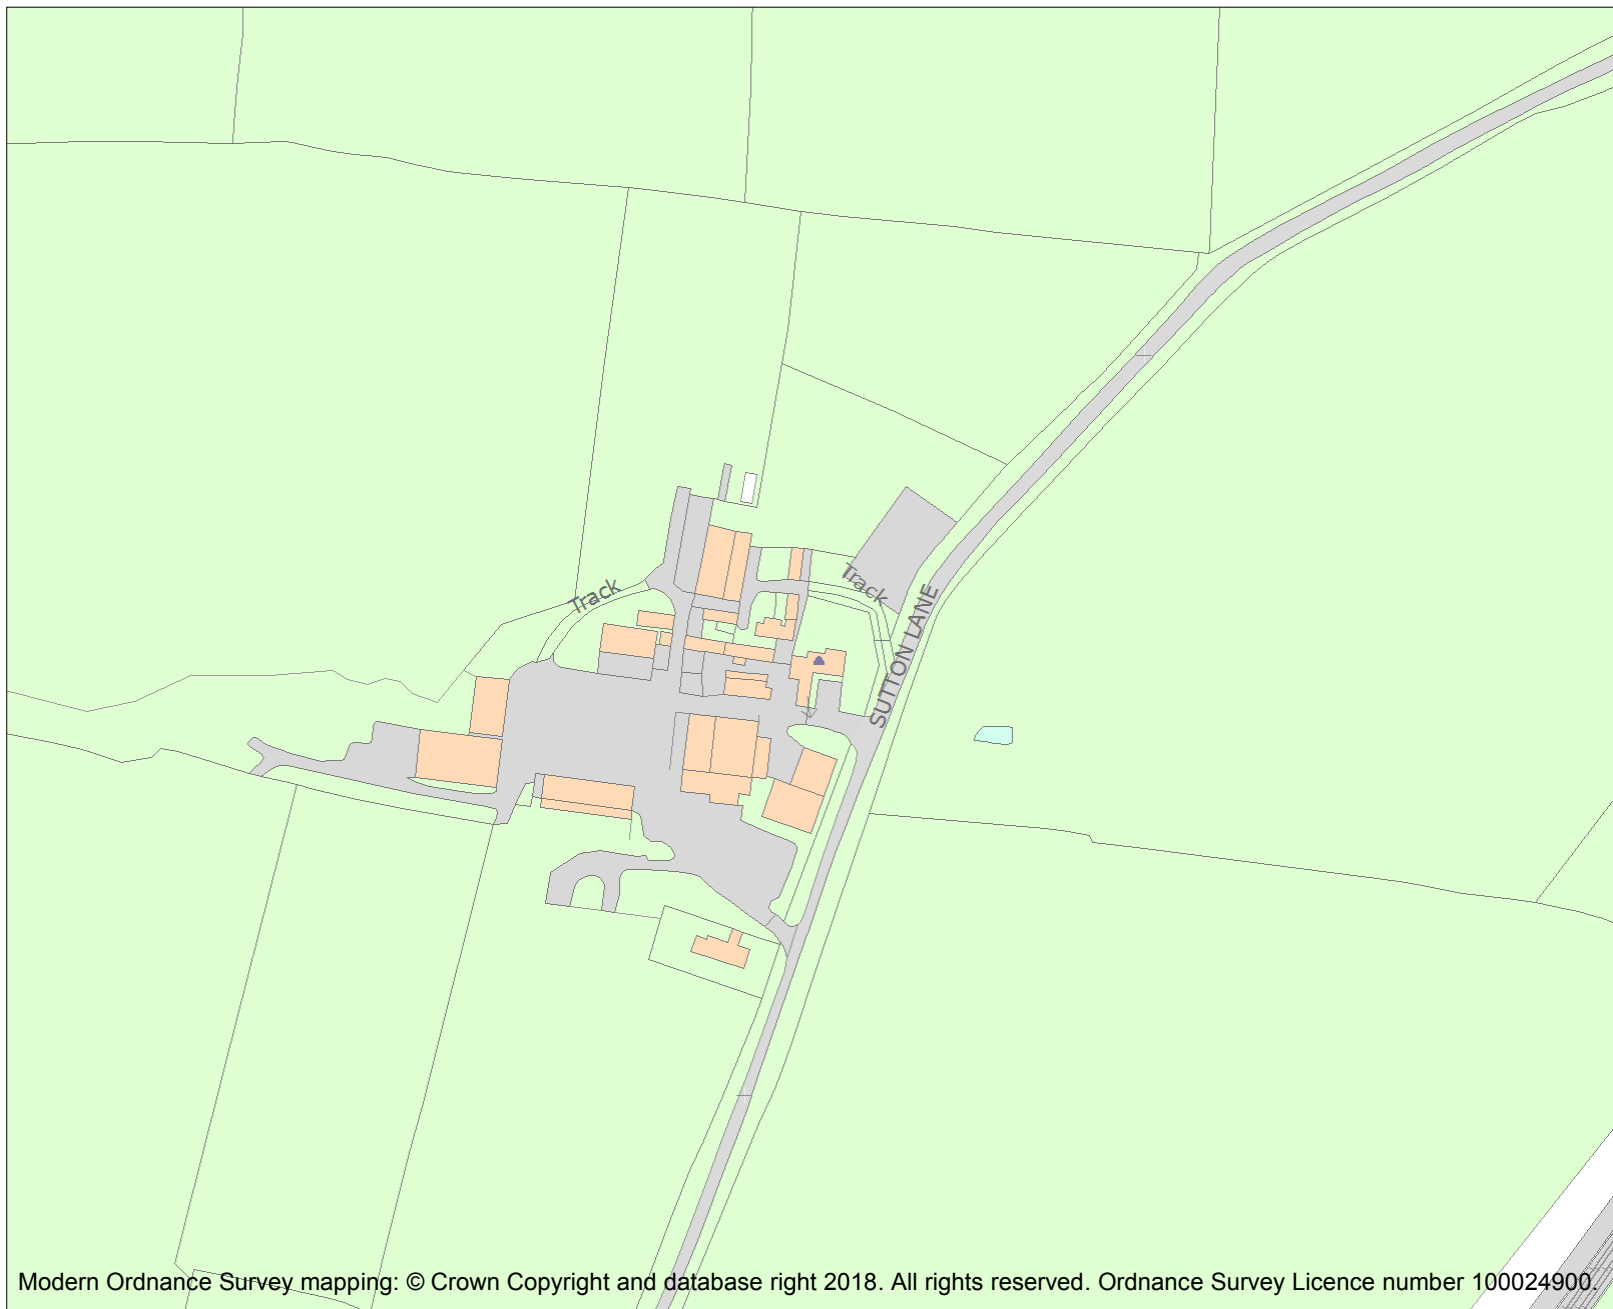 Track
Track
SUTTON LANE
Modern Ordnance Survey mapping: © Crown Copyright and database right 2018. All rights reserved. Ordnance Survey Licence number 100024900.